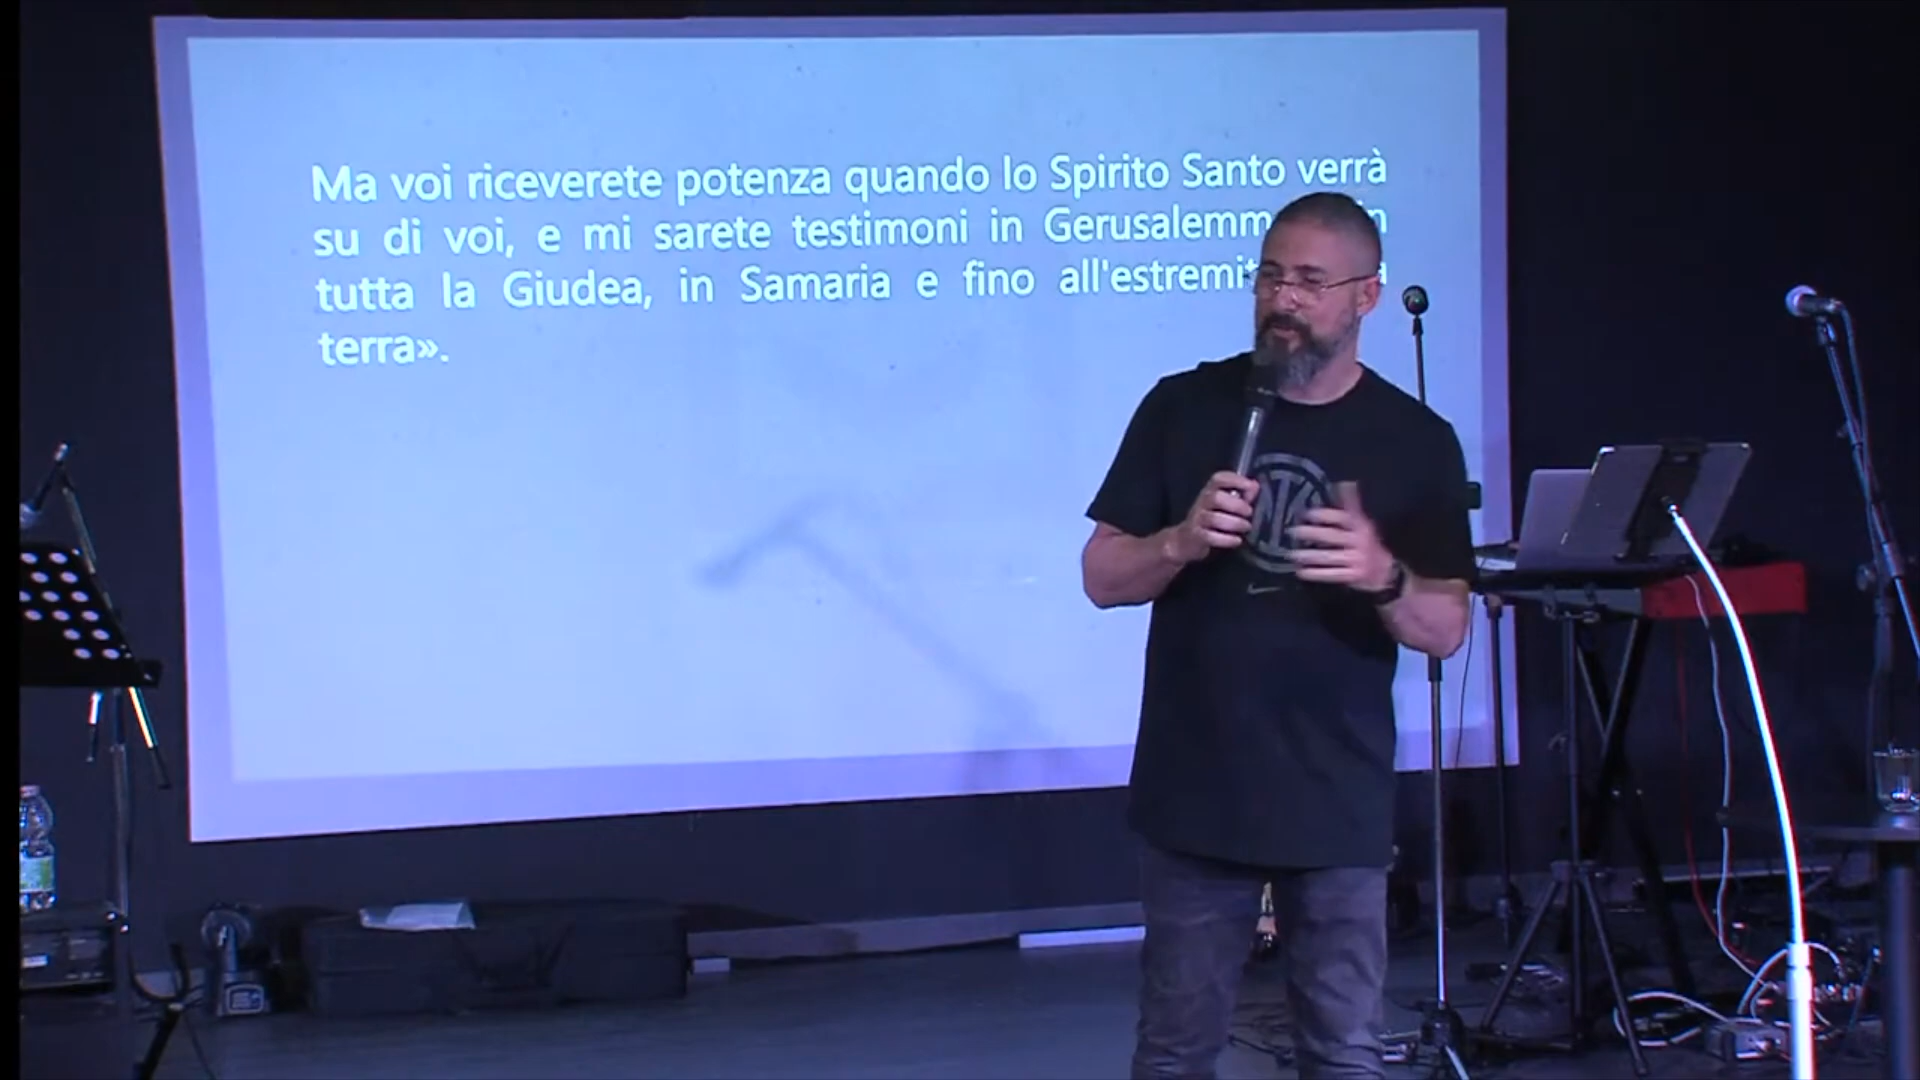 Ma voi riceverete potenza quando lo Spirito Santo verrà
su di voi, e mi sarete testimoni in
tutta la Giudea, in Samaria e fino
terra».